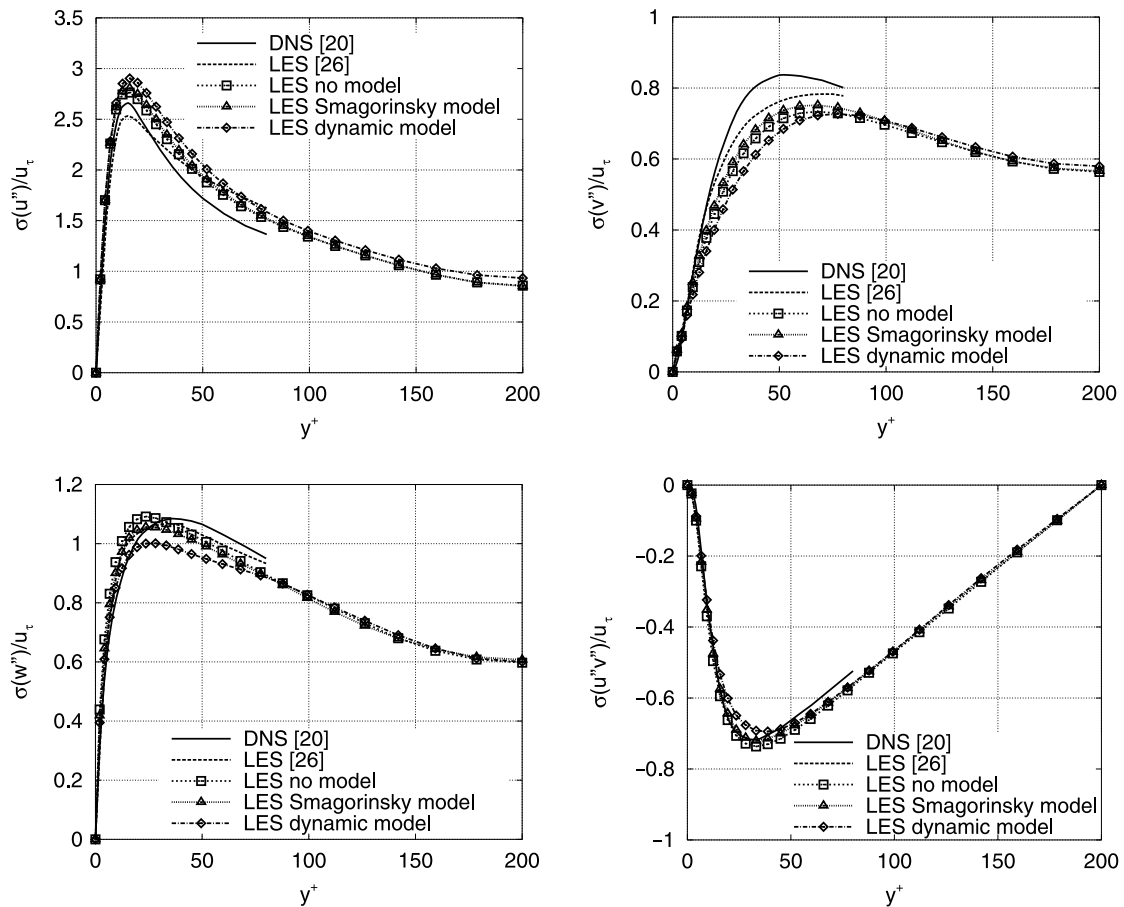 3.5
3
2.5
2
1.5
1
0.5
0
σ(u")/u_τ
DNS [20]
LES [26]
LES no model
LES Smagorinsky model
LES dynamic model
0 50 100 150 200
y⁺
1
0.8
0.6
0.4
0.2
0
σ(v")/u_τ
DNS [20]
LES [26]
LES no model
LES Smagorinsky model
LES dynamic model
0 50 100 150 200
y⁺
1.2
1
0.8
0.6
0.4
0.2
0
σ(w")/u_τ
DNS [20]
LES [26]
LES no model
LES Smagorinsky model
LES dynamic model
0 50 100 150 200
y⁺
0
−0.2
−0.4
−0.6
−0.8
−1
σ(u"v")/u_τ
DNS [20]
LES [26]
LES no model
LES Smagorinsky model
LES dynamic model
0 50 100 150 200
y⁺